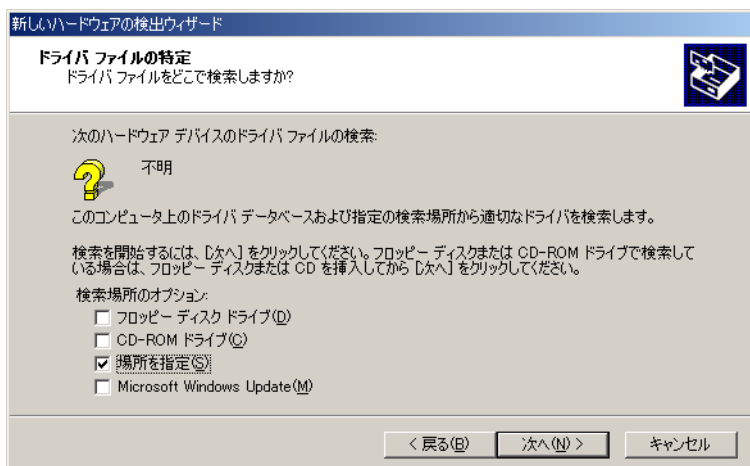 新しいハードウェアの検出ウィザード
ドライバ ファイルの特定
ドライバ ファイルをどこで検索しますか?
次のハードウェア デバイスのドライバ ファイルの検索:
不明
このコンピュータ上のドライバ データベースおよび指定の検索場所から適切なドライバを検索します。
検索を開始するには、[次へ] をクリックしてください。フロッピー ディスクまたは CD-ROM ドライブで検索して
いる場合は、フロッピー ディスクまたは CD を挿入してから [次へ] をクリックしてください。
検索場所のオプション:
フロッピー ディスク ドライブ(D)
CD-ROM ドライブ(C)
場所を指定(S)
Microsoft Windows Update(M)
< 戻る(B) 次へ(N) > キャンセル